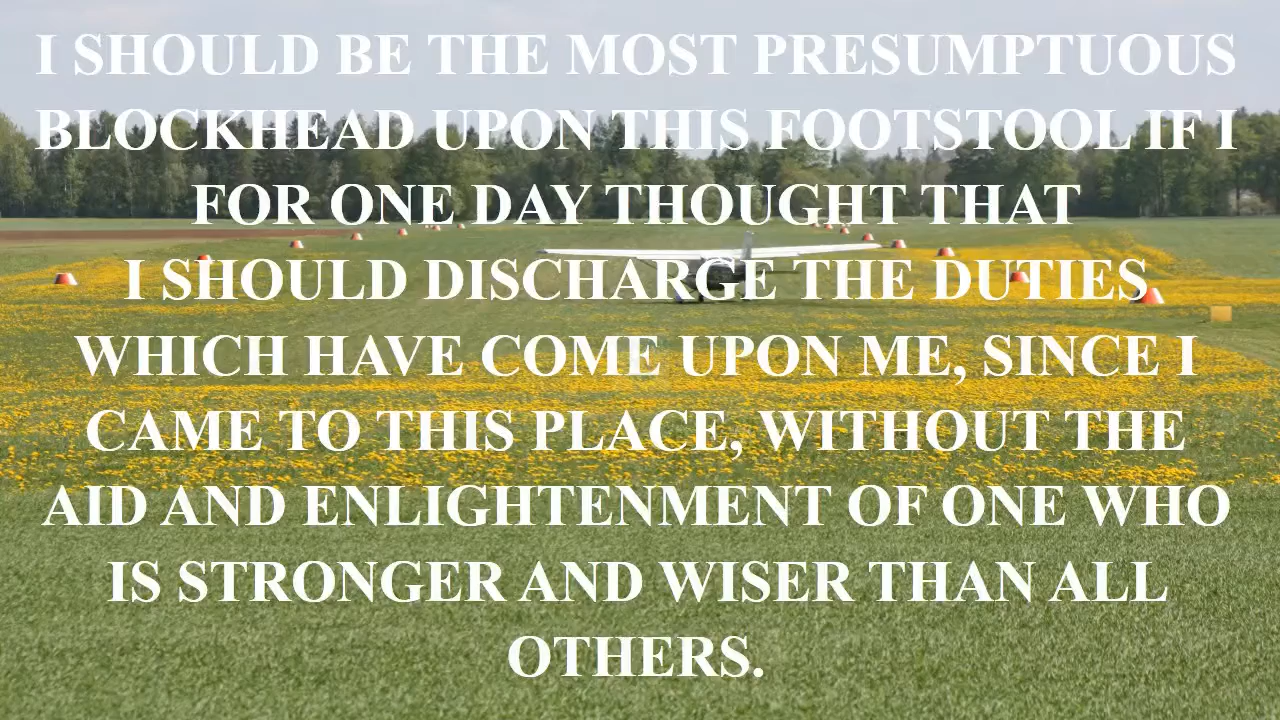 I SHOULD BE THE MOST PRESUMPTUOUS
BLOCKHEAD UPON THIS FOOTSTOOL IF I
FOR ONE DAY THOUGHT THAT
I SHOULD DISCHARGE THE DUTIES
WHICH HAVE COME UPON ME, SINCE I
CAME TO THIS PLACE, WITHOUT THE
AID AND ENLIGHTENMENT OF ONE WHO
IS STRONGER AND WISER THAN ALL
OTHERS.